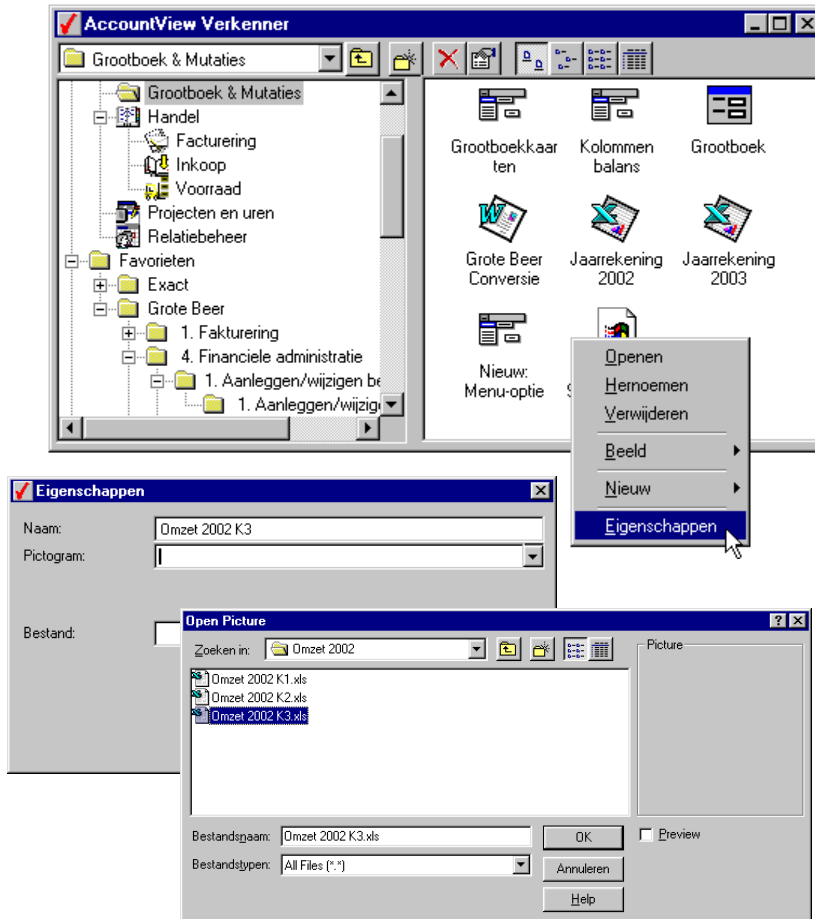 AccountView Verkenner
Grootboek & Mutaties
Grootboek & Mutaties
Handel
Facturering
Inkoop
Voorraad
Projecten en uren
Relatiebeheer
Favorieten
Exact
Grote Beer
1. Fakturering
4. Financiele administatie
1. Aanleggen/wijzigen be
1. Aanleggen/wijzig
Grootboekkaar
ten
Kolommen
balans
Grootboek
Grote Beer
Conversie
Jaarrekening
2002
Jaarrekening
2003
Nieuw:
Menu-optie
Openen
Hernoemen
Verwijderen
Beeld
Nieuw
Eigenschappen
Eigenschappen
Naam: Omzet 2002 K3
Pictogram:
Bestand:
Open Picture
Zoeken in: Omzet 2002
Omzet 2002 K1.xls
Omzet 2002 K2.xls
Omzet 2002 K3.xls
Picture
Bestandsnaam: Omzet 2002 K3.xls
OK
Preview
Bestandstypen: All Files (*.*)
Annuleren
Help